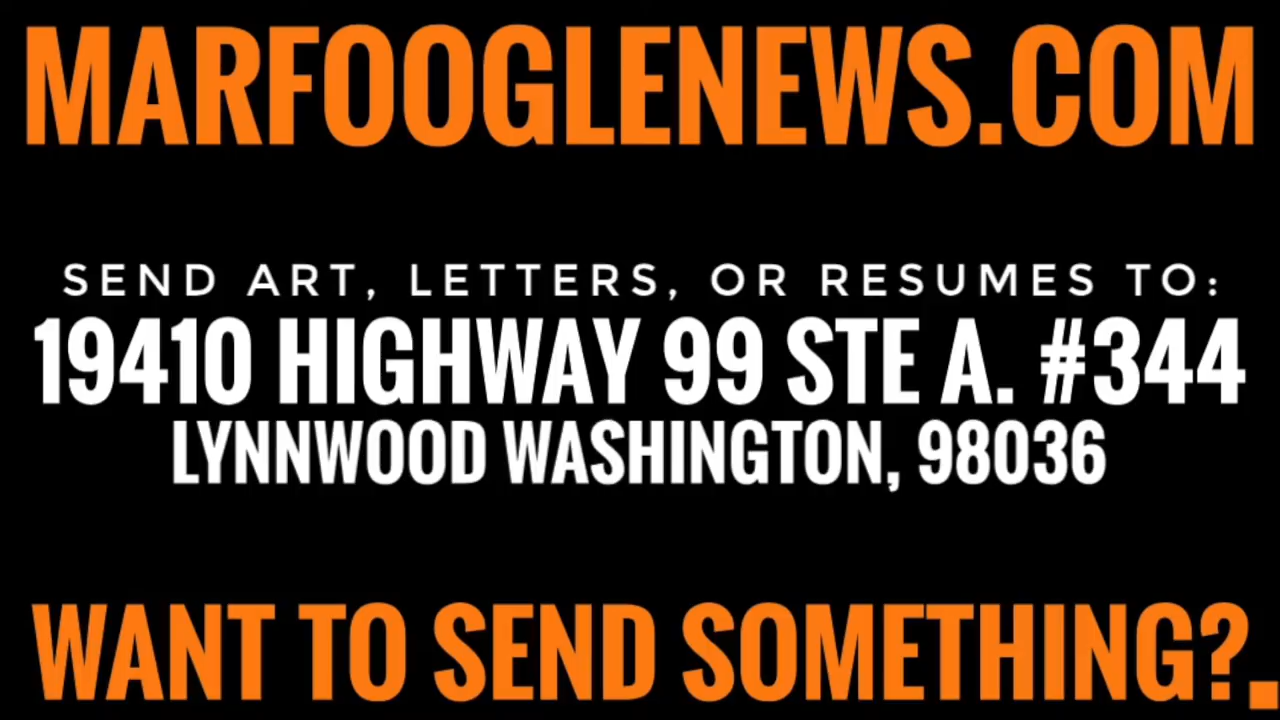 MARFOOGLENEWS.COM
SEND ART, LETTERS, OR RESUMES TO:
19410 HIGHWAY 99 STE A. #344
LYNNWOOD WASHINGTON, 98036
WANT TO SEND SOMETHING?.